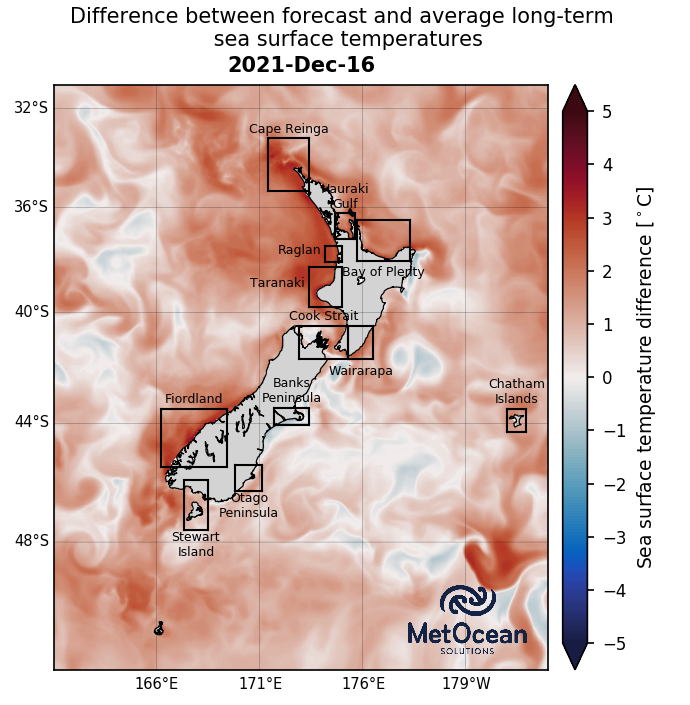 Difference between forecast and average long-term
sea surface temperatures
2021-Dec-16
32°S
36°S
40°S
44°S
48°S
Cape Reinga
Hauraki
Gulf
Raglan
Bay of Plenty
Taranaki
Cook Strait
Wairarapa
Banks
Peninsula
Fiordland
Chatham
Islands
Otago
Peninsula
Stewart
Island
MetOcean
SOLUTIONS
166°E
171°E
176°E
179°W
5
4
3
2
1
0
−1
−2
−3
−4
−5
Sea surface temperature difference [°C]